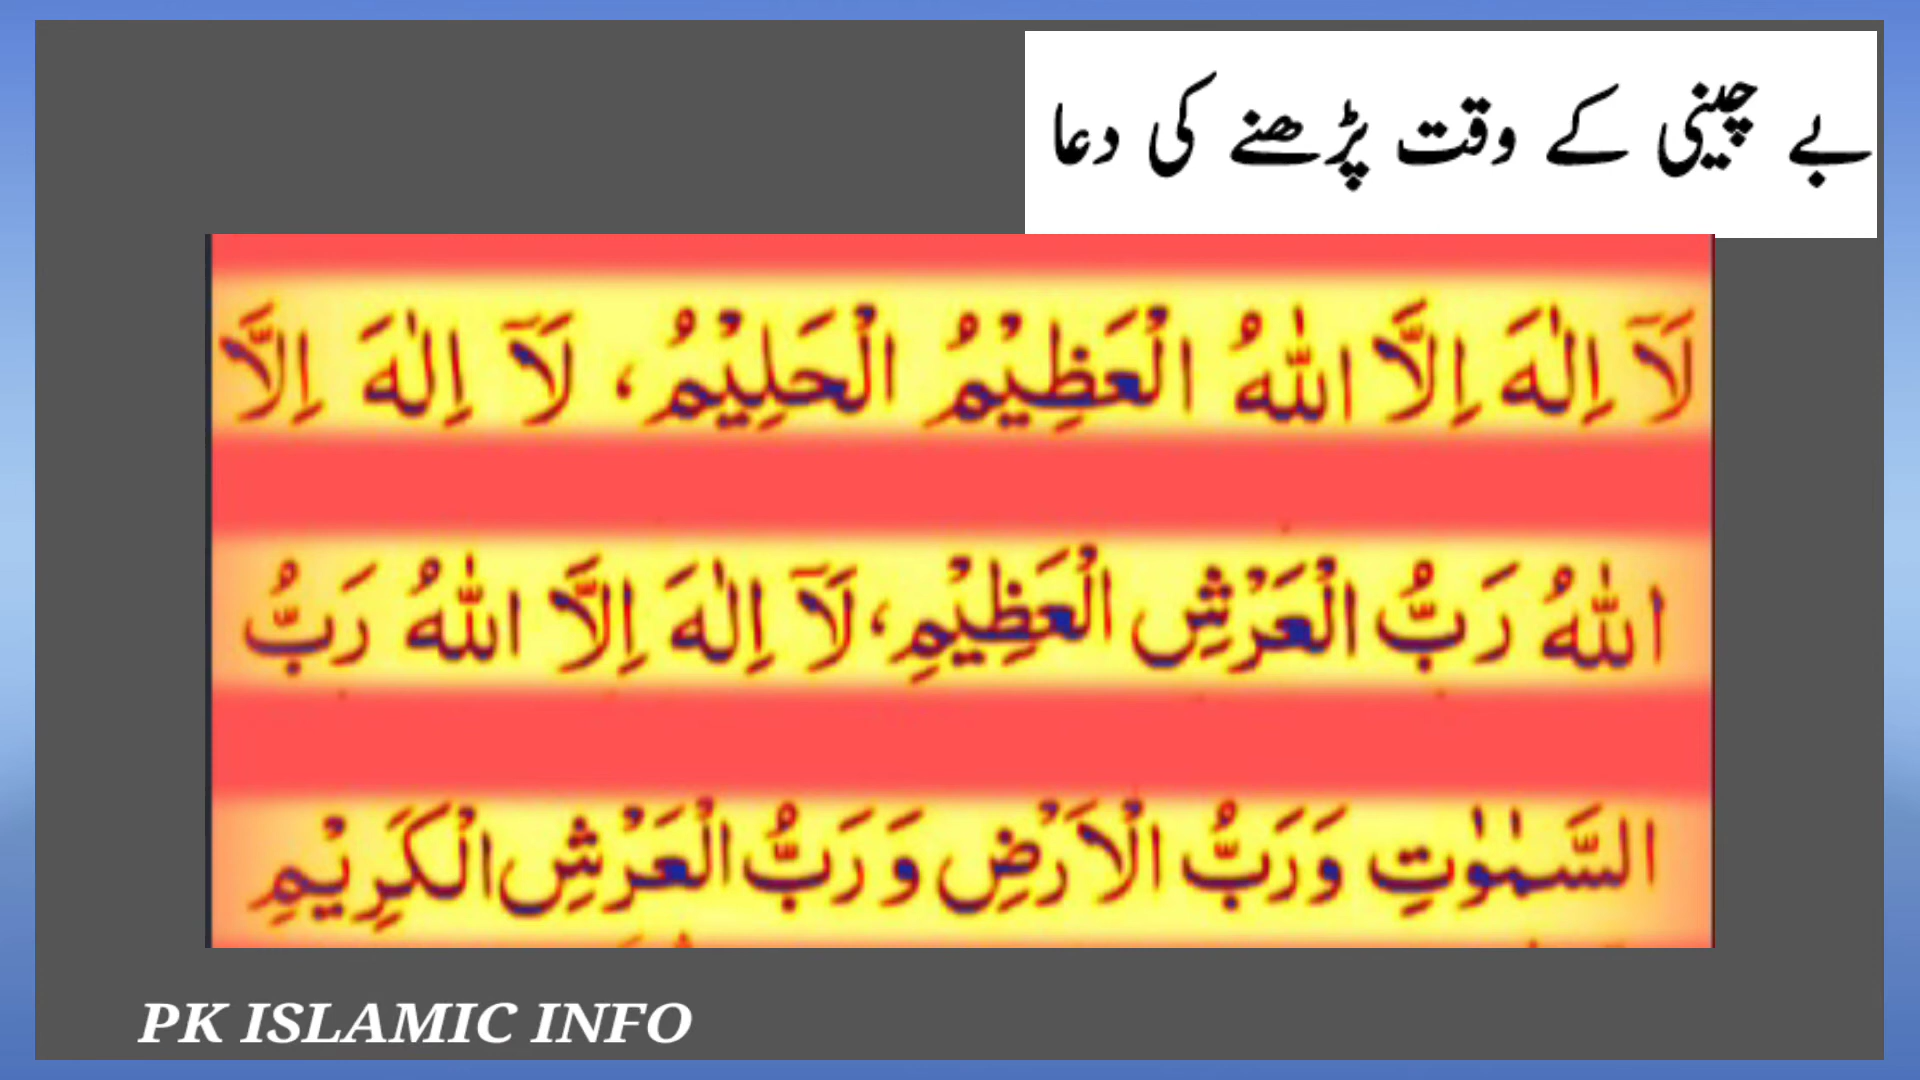 بے چینی کے وقت پڑھنے کی دعا
لَآ اِلٰهَ اِلَّا اللّٰهُ الْعَظِيْمُ الْحَلِيْمُ، لَآ اِلٰهَ اِلَّا
اللّٰهُ رَبُّ الْعَرْشِ الْعَظِيْمِ، لَآ اِلٰهَ اِلَّا اللّٰهُ رَبُّ
السَّمٰوٰتِ وَرَبُّ الْاَرْضِ وَرَبُّ الْعَرْشِ الْكَرِيْمِ
PK ISLAMIC INFO